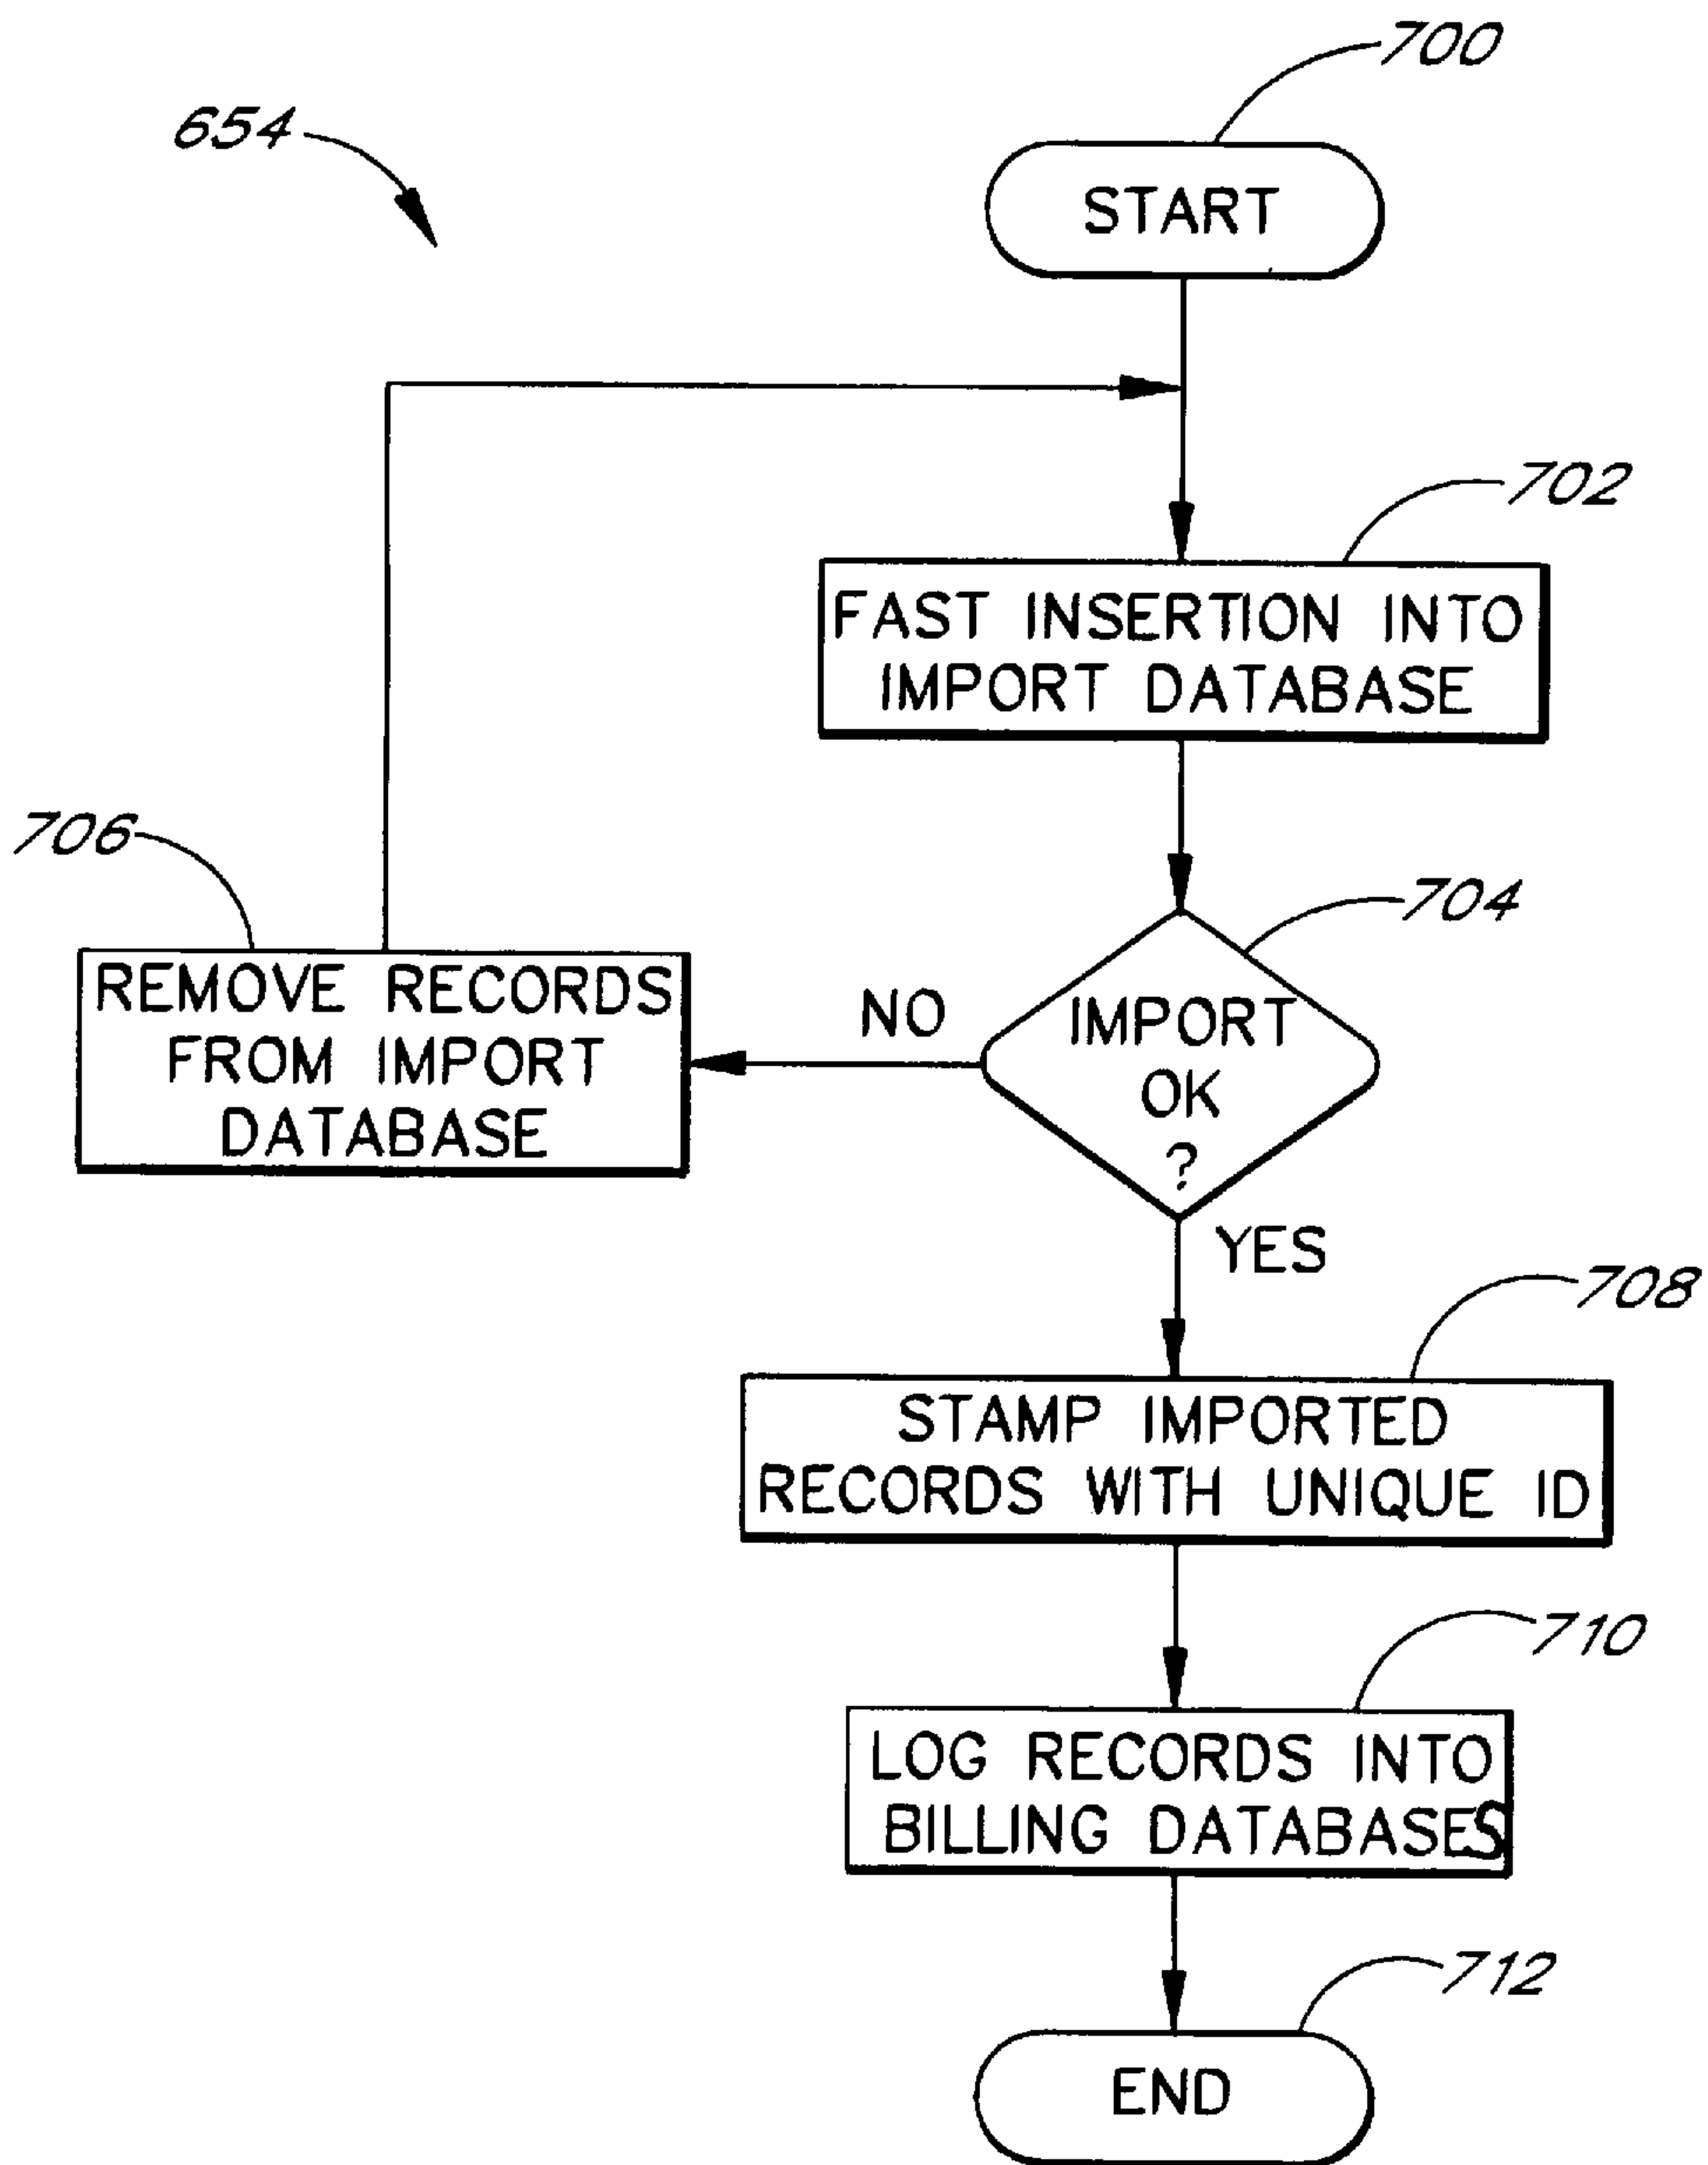 700
654
START
702
FAST INSERTION INTO
IMPORT DATABASE
706
704
REMOVE RECORDS
FROM IMPORT
DATABASE
NO
IMPORT
OK
?
YES
708
STAMP IMPORTED
RECORDS WITH UNIQUE ID
710
LOG RECORDS INTO
BILLING DATABASES
712
END